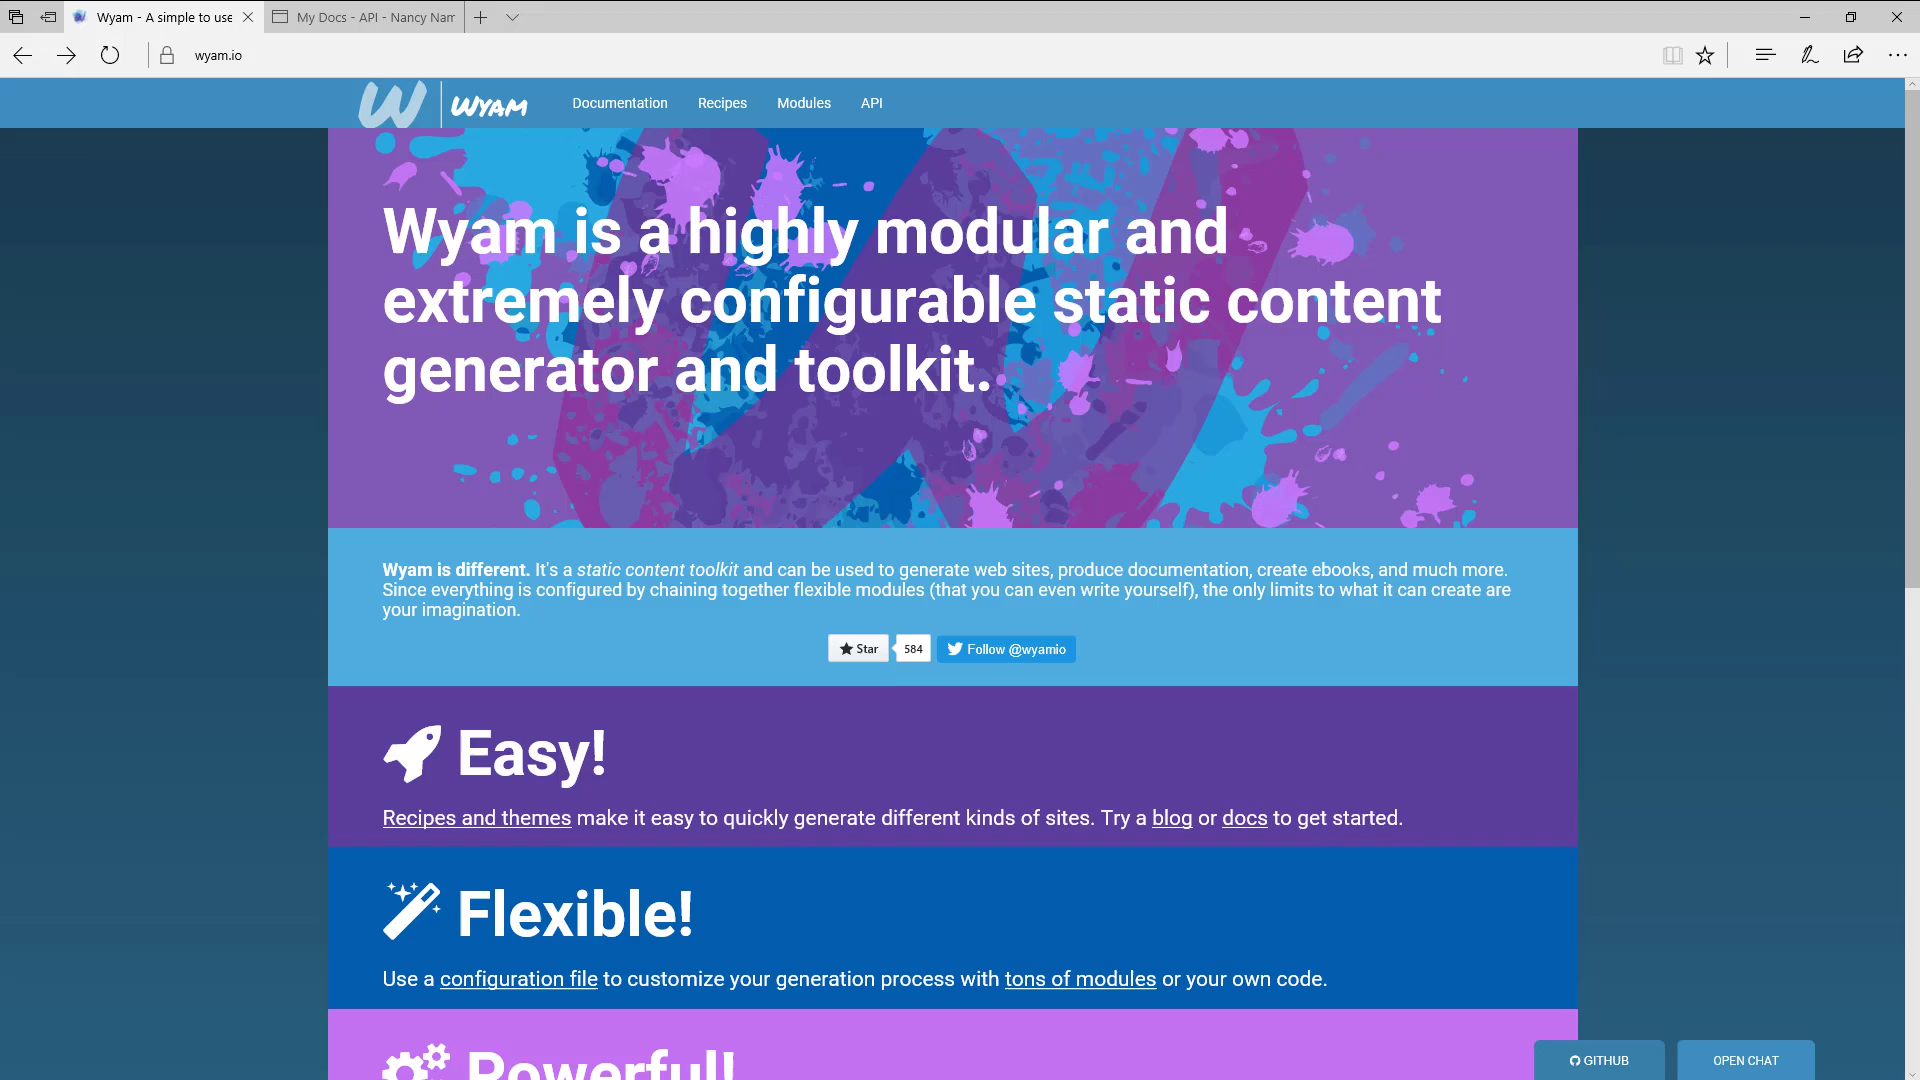 Wyam - A simple to use
My Docs - API - Nancy Nam
wyam.io
W WYAM Documentation Recipes Modules API
Wyam is a highly modular and
extremely configurable static content
generator and toolkit.
Wyam is different. It's a static content toolkit and can be used to generate web sites, produce documentation, create ebooks, and much more.
Since everything is configured by chaining together flexible modules (that you can even write yourself), the only limits to what it can create are
your imagination.
Star 584 Follow @wyamio
Easy!
Recipes and themes make it easy to quickly generate different kinds of sites. Try a blog or docs to get started.
Flexible!
Use a configuration file to customize your generation process with tons of modules or your own code.
Powerful!
GITHUB OPEN CHAT